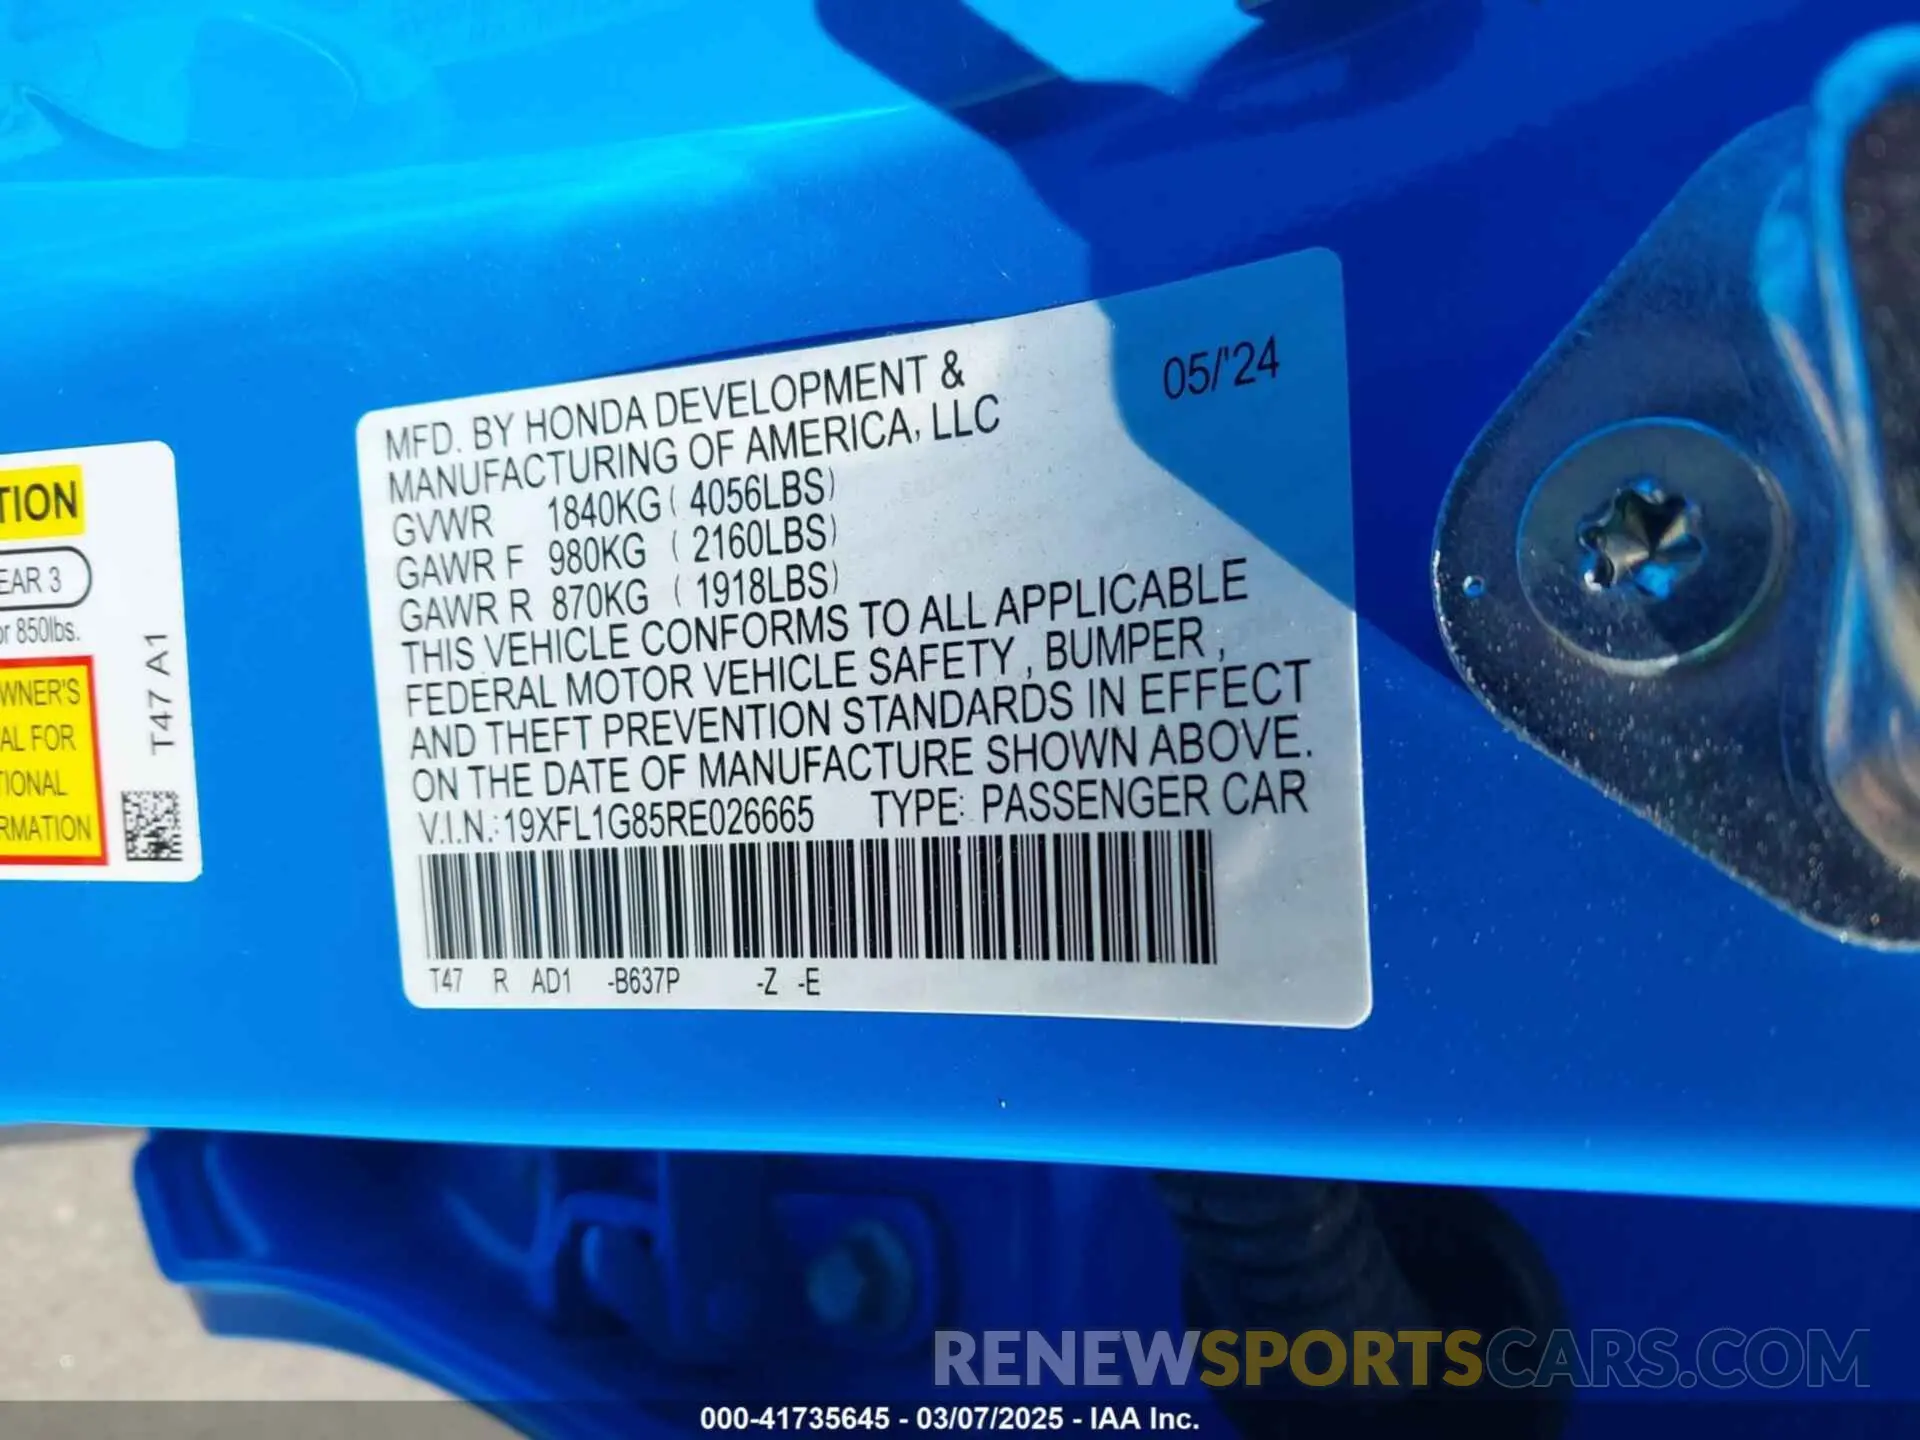 TION
EAR 3
or 850lbs.
WNER'S
AL FOR
TIONAL
RMATION
T47 A1
05/'24
MFD. BY HONDA DEVELOPMENT &
MANUFACTURING OF AMERICA, LLC
GVWR 1840KG ( 4056LBS)
GAWR F 980KG ( 2160LBS)
GAWR R 870KG ( 1918LBS)
THIS VEHICLE CONFORMS TO ALL APPLICABLE
FEDERAL MOTOR VEHICLE SAFETY , BUMPER ,
AND THEFT PREVENTION STANDARDS IN EFFECT
ON THE DATE OF MANUFACTURE SHOWN ABOVE.
V.I.N.: 19XFL1G85RE026665 TYPE: PASSENGER CAR
T47 R AD1 -B637P -Z -E
RENEWSPORTSCARS.COM
000-41735645 - 03/07/2025 - IAA Inc.